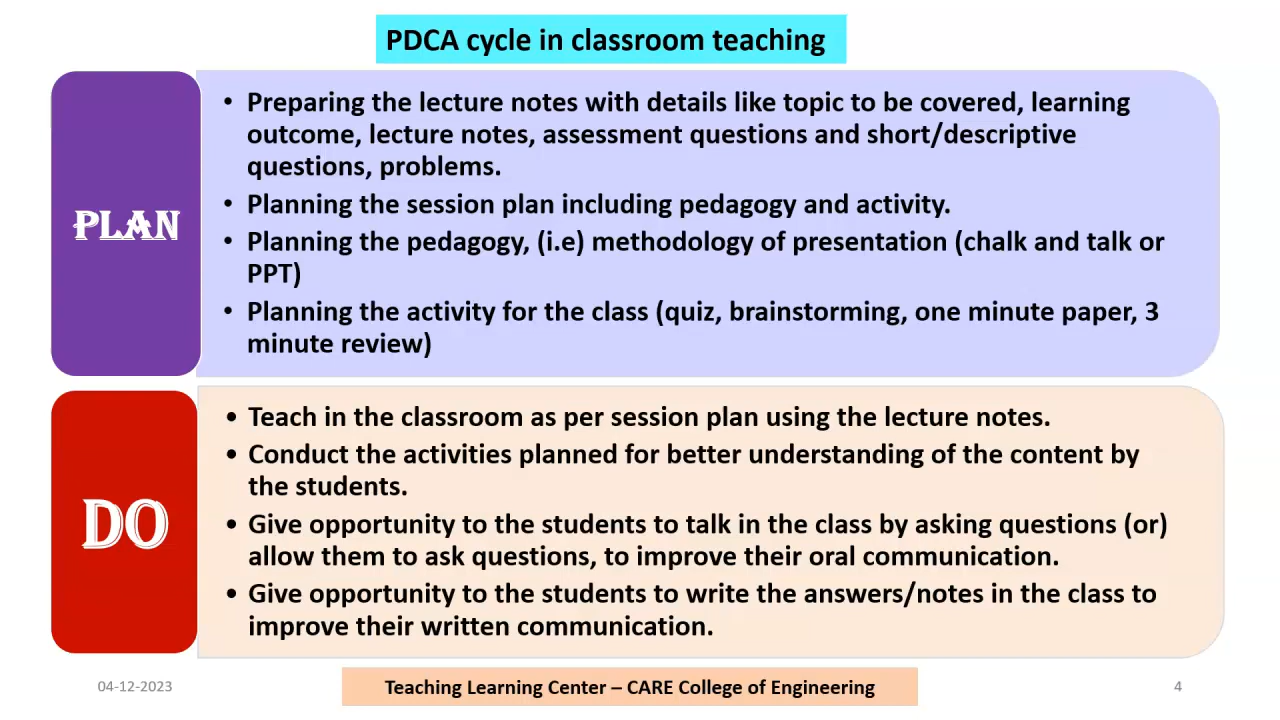 PDCA cycle in classroom teaching
PLAN
• Preparing the lecture notes with details like topic to be covered, learning
outcome, lecture notes, assessment questions and short/descriptive
questions, problems.
• Planning the session plan including pedagogy and activity.
• Planning the pedagogy, (i.e) methodology of presentation (chalk and talk or
PPT)
• Planning the activity for the class (quiz, brainstorming, one minute paper, 3
minute review)
DO
• Teach in the classroom as per session plan using the lecture notes.
• Conduct the activities planned for better understanding of the content by
the students.
• Give opportunity to the students to talk in the class by asking questions (or)
allow them to ask questions, to improve their oral communication.
• Give opportunity to the students to write the answers/notes in the class to
improve their written communication.
04-12-2023
Teaching Learning Center – CARE College of Engineering
4